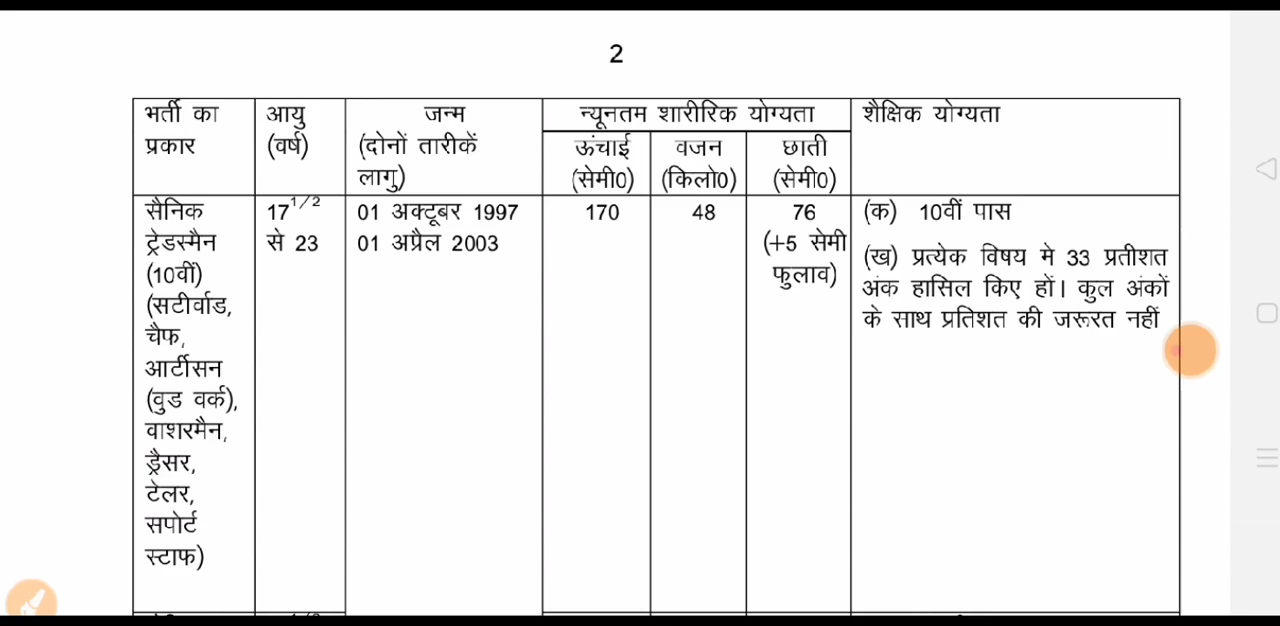 2
भर्ती का प्रकार
आयु (वर्ष)
जन्म
(दोनों तारीकें लागु)
न्यूनतम शारीरिक योग्यता
शैक्षिक योग्यता
ऊंचाई (सेमी0)
वजन (किलो0)
छाती (सेमी0)
सैनिक
ट्रेडस्मैन
(10वीं)
(सटीर्वाड,
चैफ,
आर्टीसन
(वुड वर्क),
वाशरमैन,
ड्रैसर,
टेलर,
सपोर्ट
स्टाफ)
17 1/2
से 23
01 अक्टूबर 1997
01 अप्रैल 2003
170
48
76
(+5 सेमी
फुलाव)
(क) 10वीं पास
(ख) प्रत्येक विषय मे 33 प्रतीशत
अंक हासिल किए हों। कुल अंकों
के साथ प्रतिशत की जरूरत नहीं